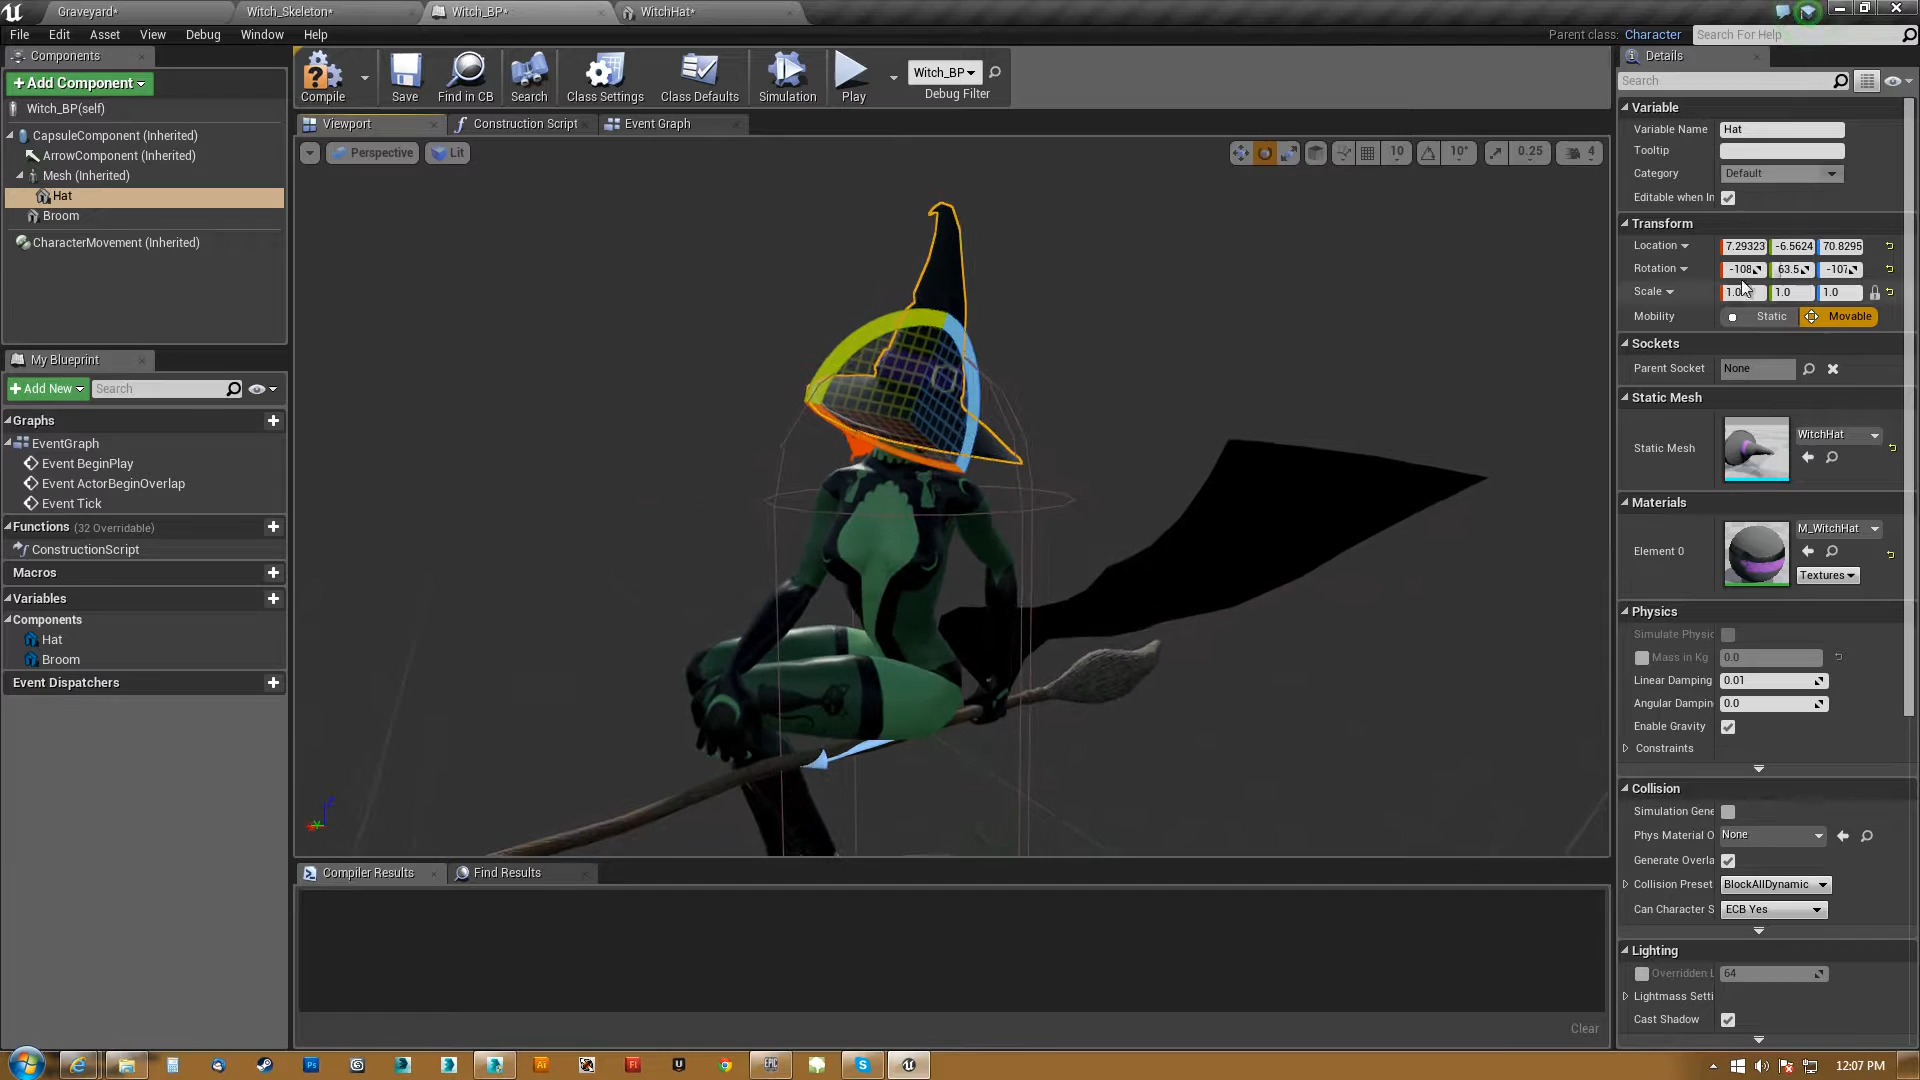 Graveyard*
Witch_Skeleton*
Witch_BP*
WitchHat*
File Edit Asset View Debug Window Help
Parent class: Character
Search For Help
Components
+Add Component
Witch_BP(self)
CapsuleComponent (Inherited)
ArrowComponent (Inherited)
Mesh (Inherited)
Hat
Broom
CharacterMovement (Inherited)
My Blueprint
+Add New
Search
Graphs
EventGraph
Event BeginPlay
Event ActorBeginOverlap
Event Tick
Functions (32 Overridable)
ConstructionScript
Macros
Variables
Components
Hat
Broom
Event Dispatchers
Compile
Save
Find in CB
Search
Class Settings
Class Defaults
Simulation
Play
Witch_BP
Debug Filter
Viewport
Construction Script
Event Graph
Perspective
Lit
10
10°
0.25
4
Compiler Results
Find Results
Clear
Details
Search
Variable
Variable Name Hat
Tooltip
Category Default
Editable when In
Transform
Location 7.29323 -6.5624 70.8295
Rotation -108 63.5 -107
Scale 1.0 1.0 1.0
Mobility Static Movable
Sockets
Parent Socket None
Static Mesh
Static Mesh WitchHat
Materials
Element 0 M_WitchHat
Textures
Physics
Simulate Physic
Mass in Kg 0.0
Linear Damping 0.01
Angular Dampin 0.0
Enable Gravity
Constraints
Collision
Simulation Gene
Phys Material O None
Generate Overla
Collision Preset BlockAllDynamic
Can Character S ECB Yes
Lighting
Overridden L 64
Lightmass Setti
Cast Shadow
12:07 PM